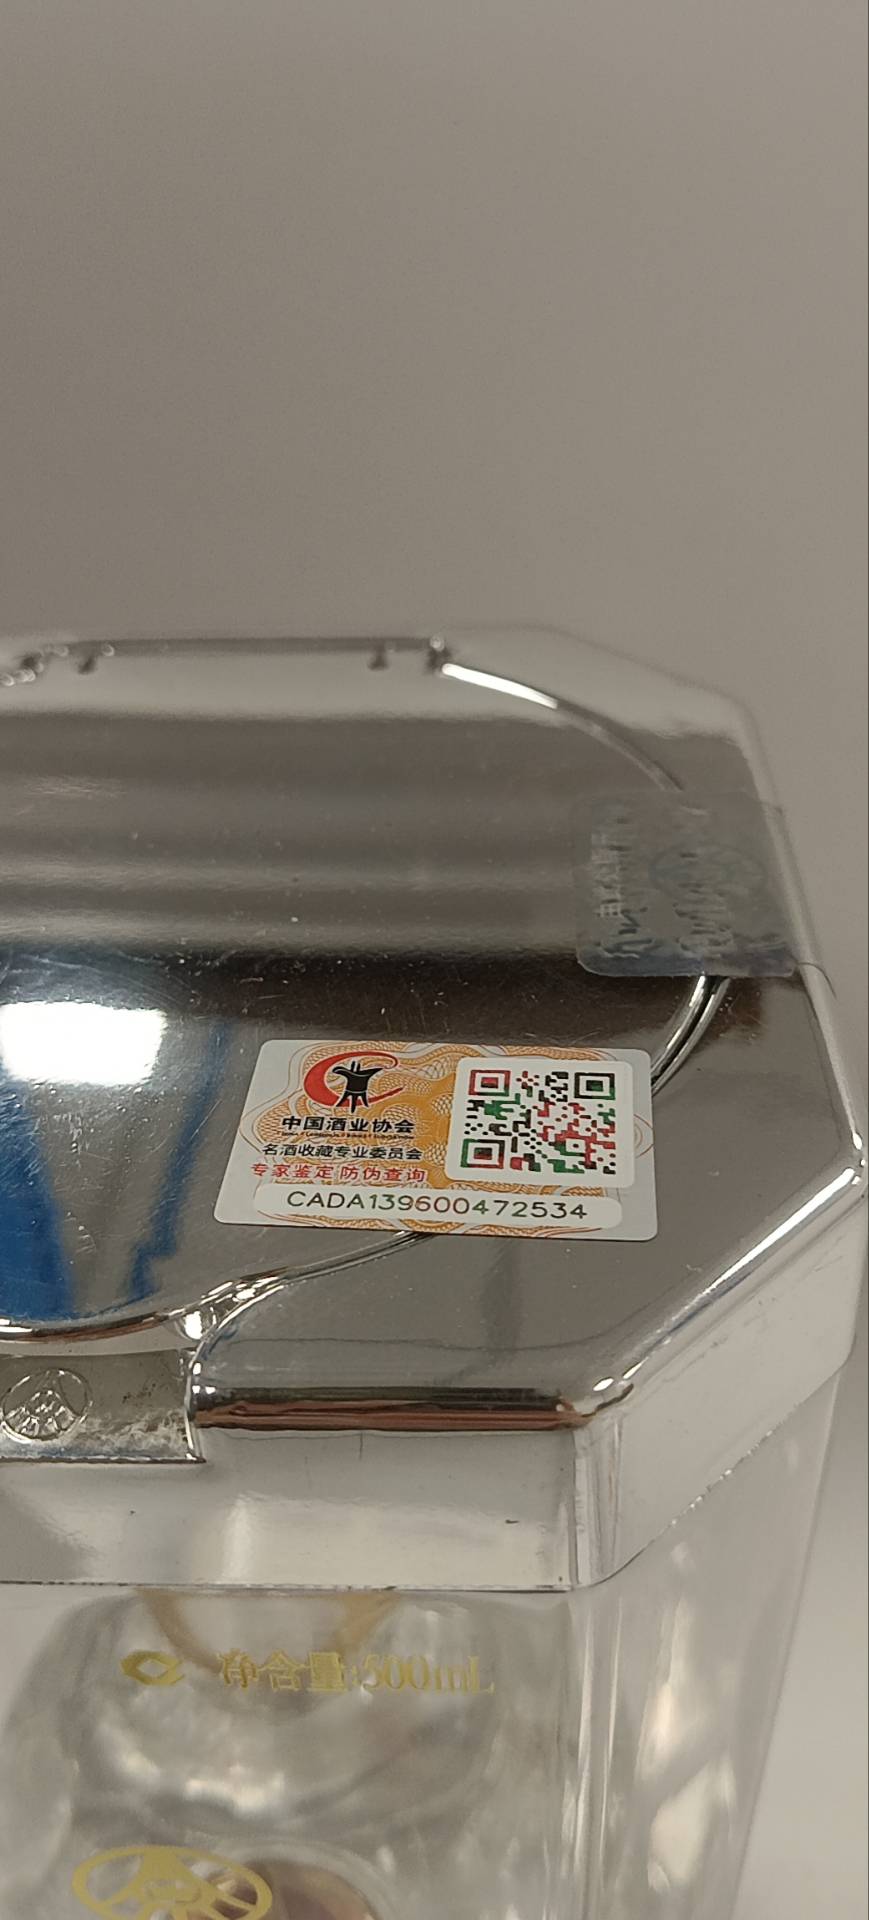 中国酒业协会
名酒收藏专业委员会
专家鉴定 防伪查询
CADA139600472534
净含量:500mL